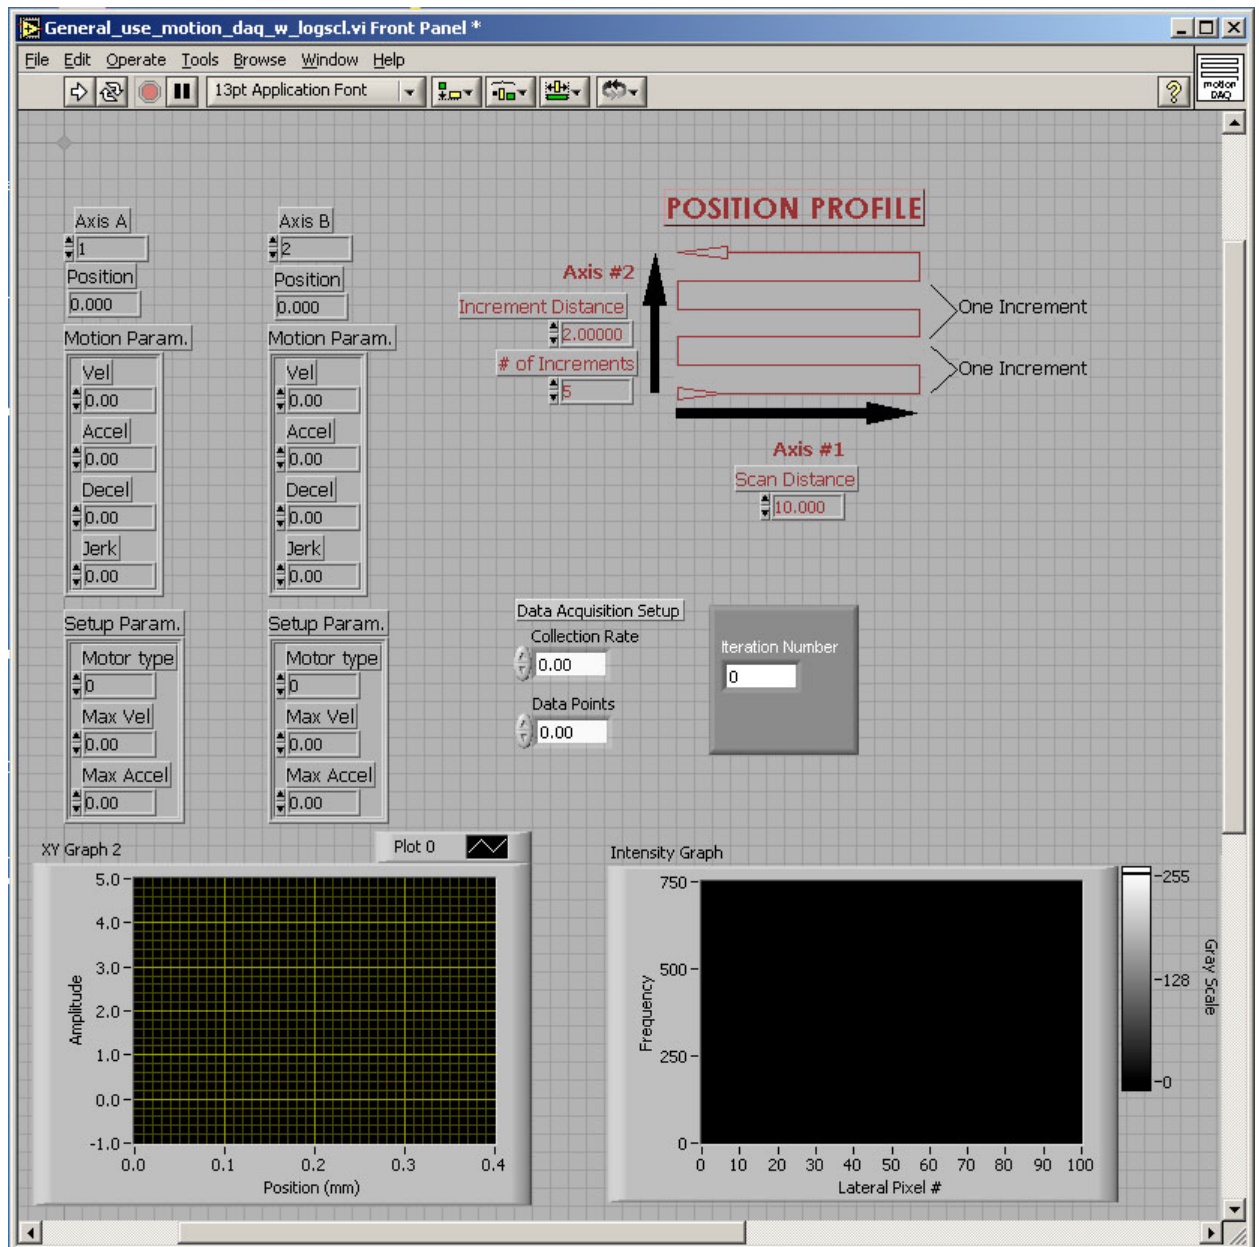 General_use_motion_daq_w_logscl.vi Front Panel *
File Edit Operate Tools Browse Window Help
13pt Application Font
?
motion
DAQ
POSITION PROFILE
Axis A
1
Position
0.000
Motion Param.
Vel
0.00
Accel
0.00
Decel
0.00
Jerk
0.00
Setup Param.
Motor type
0
Max Vel
0.00
Max Accel
0.00
Axis B
2
Position
0.000
Motion Param.
Vel
0.00
Accel
0.00
Decel
0.00
Jerk
0.00
Setup Param.
Motor type
0
Max Vel
0.00
Max Accel
0.00
Axis #2
Increment Distance
2.00000
# of Increments
5
One Increment
One Increment
Axis #1
Scan Distance
10.000
Data Acquisition Setup
Collection Rate
0.00
Data Points
0.00
Iteration Number
0
XY Graph 2
Plot 0
5.0
4.0
3.0
2.0
1.0
0.0
-1.0
Amplitude
0.0 0.1 0.2 0.3 0.4
Position (mm)
Intensity Graph
750
500
250
0
Frequency
0 10 20 30 40 50 60 70 80 90 100
Lateral Pixel #
255
128
0
Gray Scale